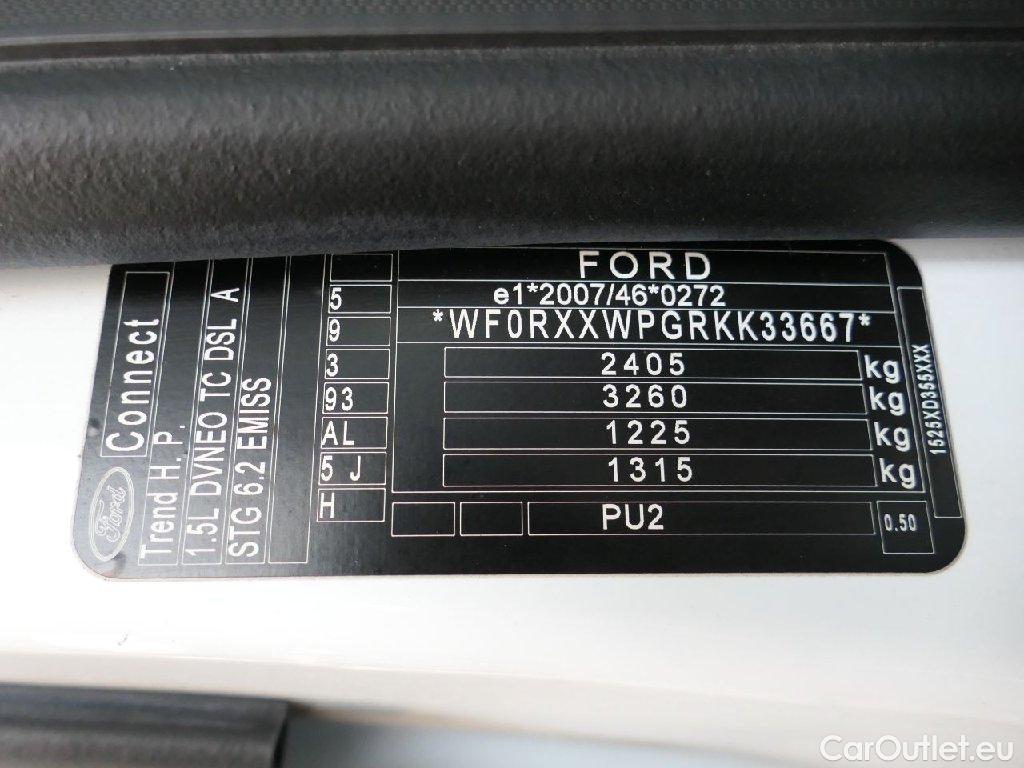 FORD
e1*2007/46*0272
*WF0RXXWPGRKK33667*
2405 kg
3260 kg
1225 kg
1315 kg
PU2
0.50
5
9
3
93
AL
5 J
H
Ford
Connect
Trend H. P.
1.5L DVNEO TC DSL A
STG 6.2 EMISS
1525XD355XXX
CarOutlet.eu